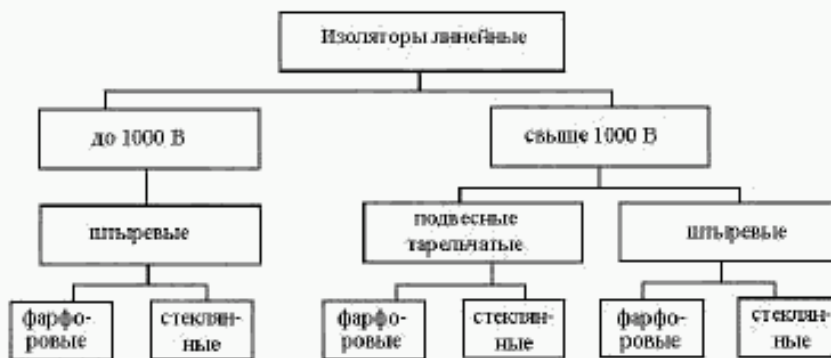 Изоляторы линейные
до 1000 В
свыше 1000 В
штыревые
подвесные
тарельчатые
штыревые
фарфо-
ровые
стеклян-
ные
фарфо-
ровые
стеклян-
ные
фарфо-
ровые
стеклян-
ные